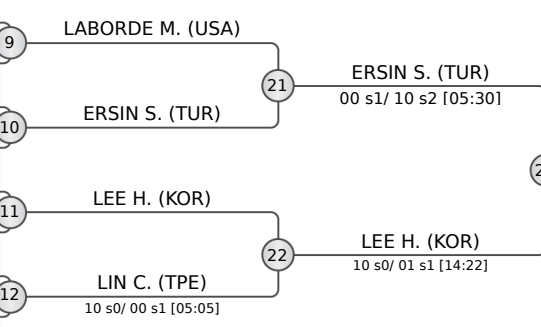 LABORDE M. (USA)
9
21
ERSIN S. (TUR)
00 s1/ 10 s2 [05:30]
ERSIN S. (TUR)
10
LEE H. (KOR)
11
22
LEE H. (KOR)
10 s0/ 01 s1 [14:22]
LIN C. (TPE)
12
10 s0/ 00 s1 [05:05]